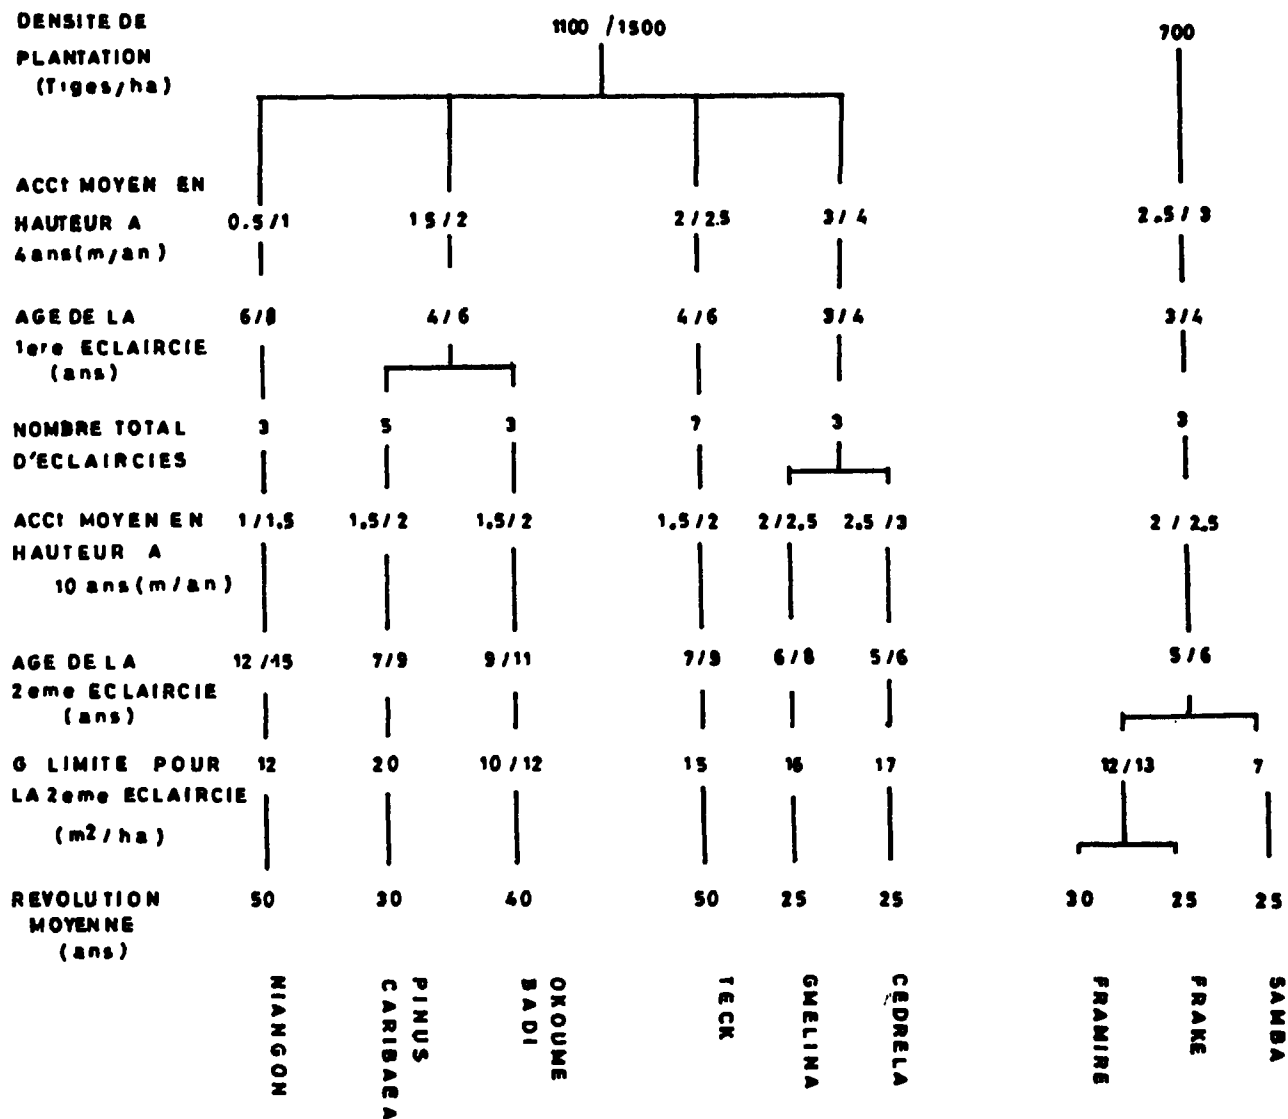 DENSITE DE
PLANTATION
(Tiges/ha)
1100 / 1500
700
ACCt MOYEN EN
HAUTEUR A
4ans(m/an)
0.5/1
1 5/2
2/2.5
3/4
2.5/3
AGE DE LA
1ere ECLAIRCIE
(ans)
6/8
4/6
4/6
3/4
3/4
NOMBRE TOTAL
D'ECLAIRCIES
3
5
3
7
3
3
ACCt MOYEN EN
HAUTEUR A
10 ans(m/an)
1/1.5
1.5/2
1.5/2
1.5/2
2/2.5
2.5/3
2/2.5
AGE DE LA
2eme ECLAIRCIE
(ans)
12/15
7/9
9/11
7/9
6/8
5/6
5/6
G LIMITE POUR
LA 2eme ECLAIRCIE
(m2/ha)
12
20
10/12
15
16
17
12/13
7
REVOLUTION
MOYENNE
(ans)
50
30
40
50
25
25
30
25
25
NIANGON
PINUS
CARIBAEA
OKOUME
BADI
TECK
GMELINA
CEDRELA
FRAMIRE
FRAKE
SAMBA